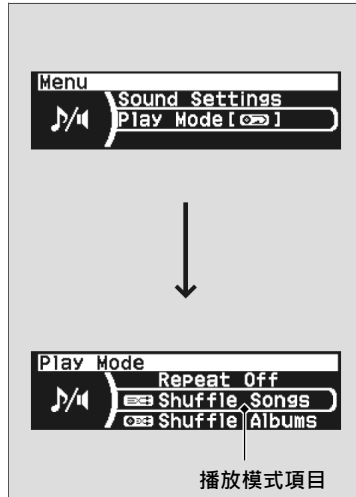 Menu
Sound Settings
Play Mode[ ]
Play Mode
Repeat Off
Shuffle Songs
Shuffle Albums
播放模式項目